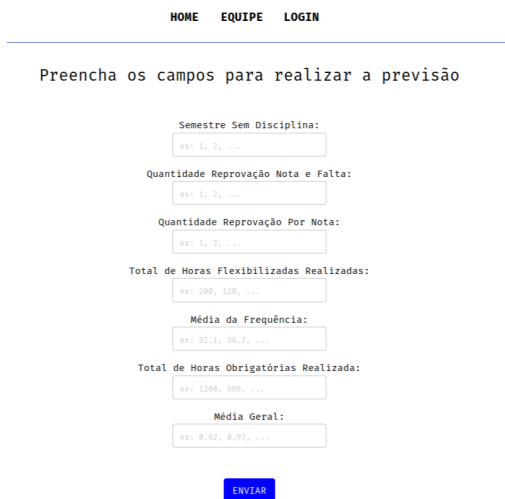 HOME EQUIPE LOGIN
Preencha os campos para realizar a previsão
Semestre Sem Disciplina:
ex: 1, 2, ...
Quantidade Reprovação Nota e Falta:
ex: 1, 2, ...
Quantidade Reprovação Por Nota:
ex: 1, 2, ...
Total de Horas Flexibilizadas Realizadas:
ex: 200, 120, ...
Média da Frequência:
ex: 92.1, 56.7, ...
Total de Horas Obrigatórias Realizada:
ex: 1200, 980, ...
Média Geral:
ex: 0.62, 0.93, ...
ENVIAR